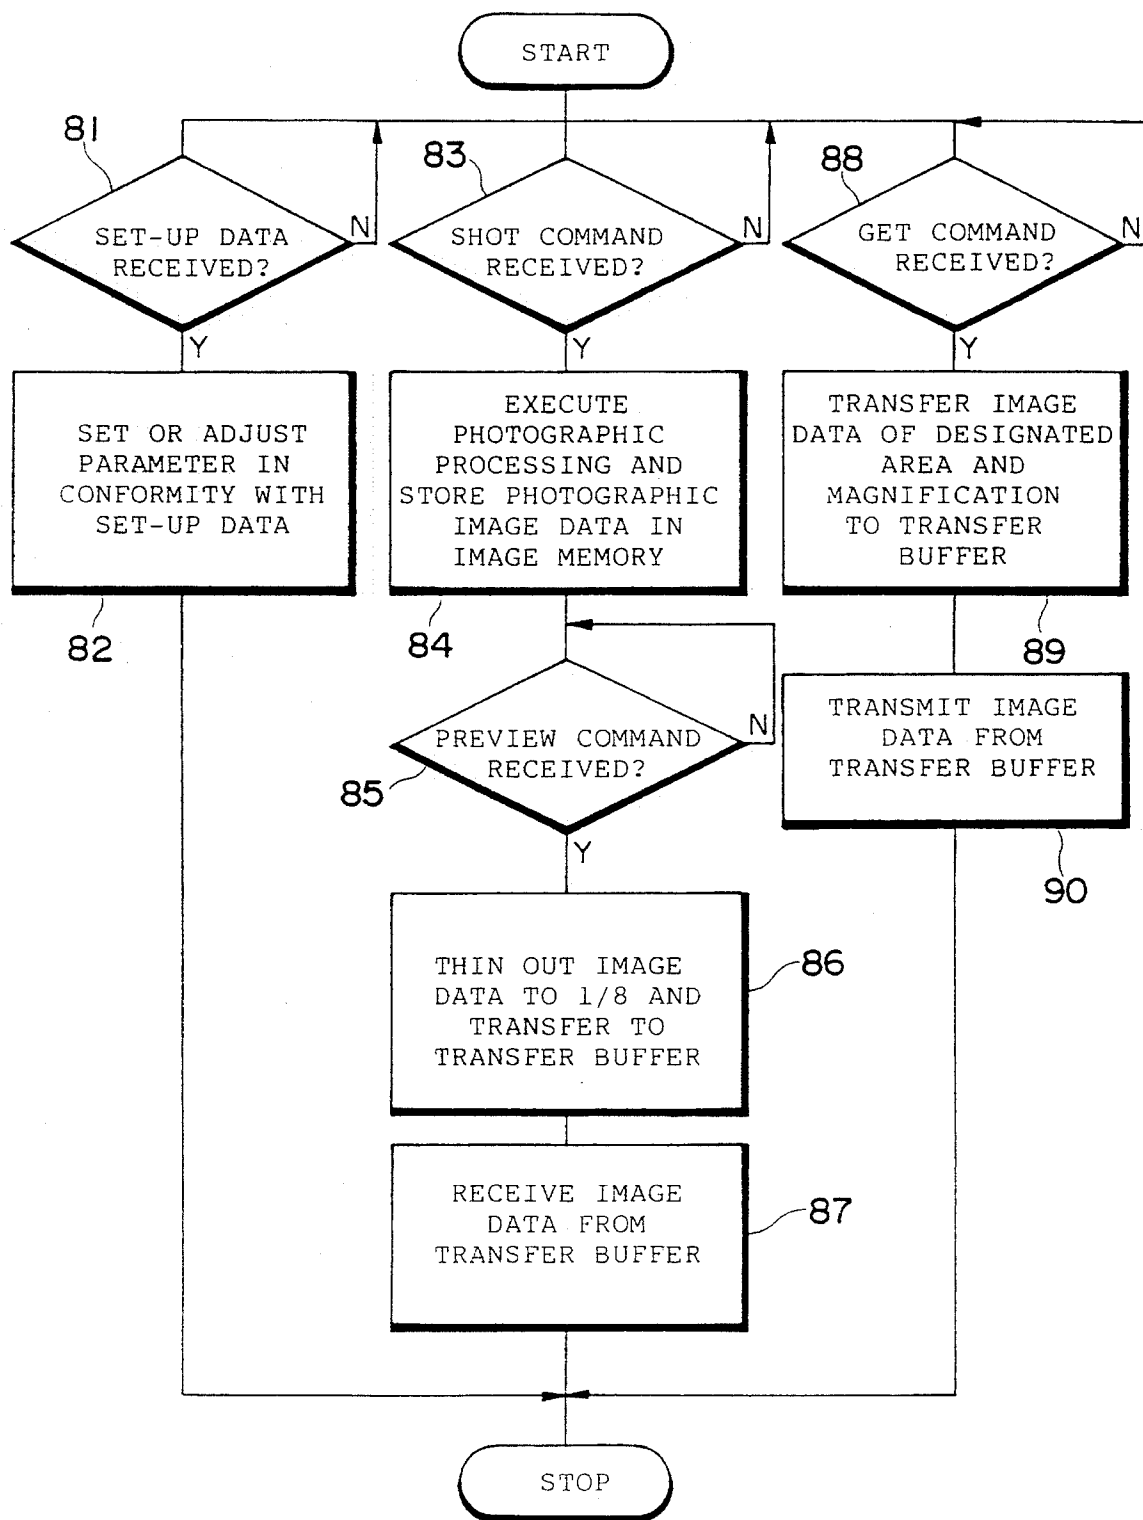 START
81
SET-UP DATA
RECEIVED?
N
Y
83
SHOT COMMAND
RECEIVED?
N
Y
88
GET COMMAND
RECEIVED?
N
Y
SET OR ADJUST
PARAMETER IN
CONFORMITY WITH
SET-UP DATA
82
EXECUTE
PHOTOGRAPHIC
PROCESSING AND
STORE PHOTOGRAPHIC
IMAGE DATA IN
IMAGE MEMORY
84
TRANSFER IMAGE
DATA OF DESIGNATED
AREA AND
MAGNIFICATION
TO TRANSFER
BUFFER
89
PREVIEW COMMAND
RECEIVED?
85
N
Y
TRANSMIT IMAGE
DATA FROM
TRANSFER BUFFER
90
THIN OUT IMAGE
DATA TO 1/8 AND
TRANSFER TO
TRANSFER BUFFER
86
RECEIVE IMAGE
DATA FROM
TRANSFER BUFFER
87
STOP